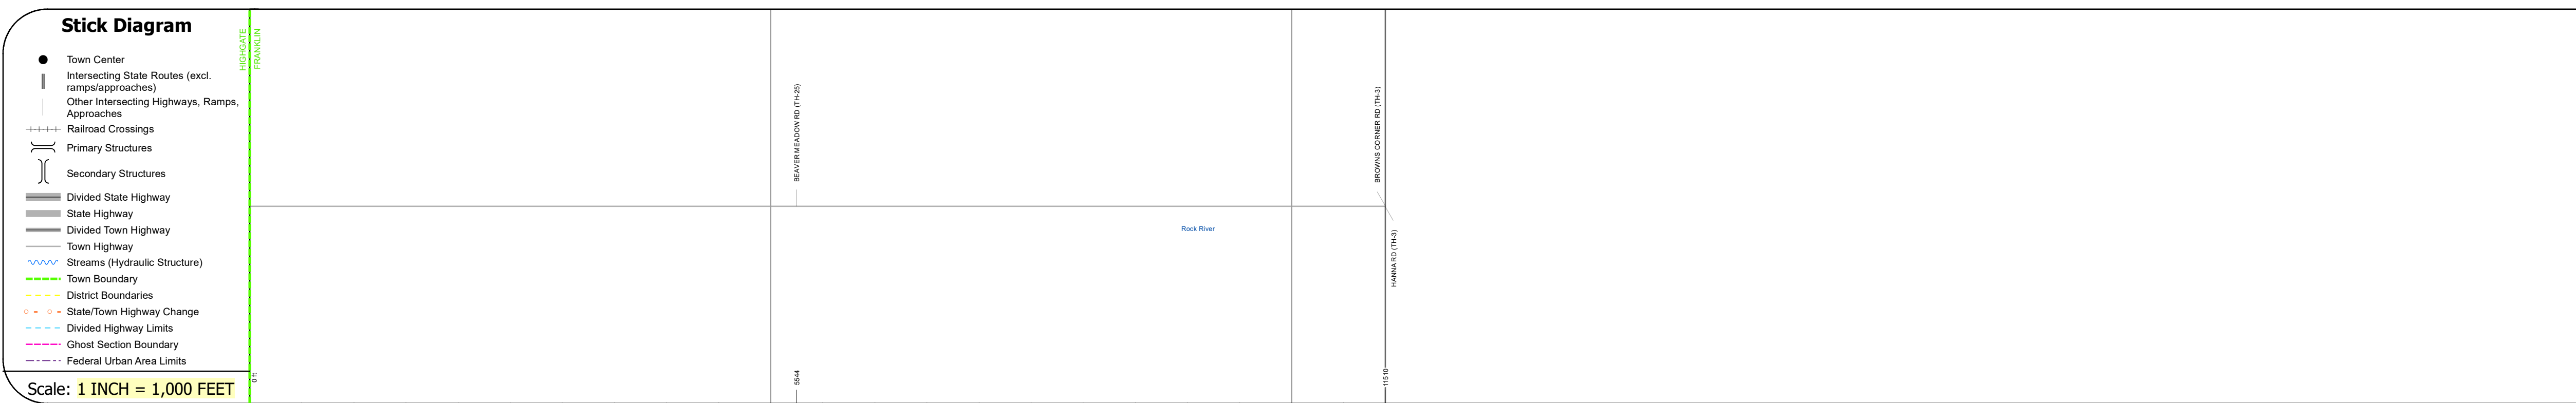 Stick Diagram
Town Center
Intersecting State Routes (excl.
ramps/approaches)
Other Intersecting Highways, Ramps,
Approaches
Railroad Crossings
Primary Structures
Secondary Structures
Divided State Highway
State Highway
Divided Town Highway
Town Highway
Streams (Hydraulic Structure)
Town Boundary
District Boundaries
State/Town Highway Change
Divided Highway Limits
Ghost Section Boundary
Federal Urban Area Limits
Scale: 1 INCH = 1,000 FEET
HIGHGATE
FRANKLIN
0 ft
BEAVER MEADOW RD (TH-25)
5544
Rock River
BROWNS CORNER RD (TH-3)
HANNA RD (TH-3)
11510